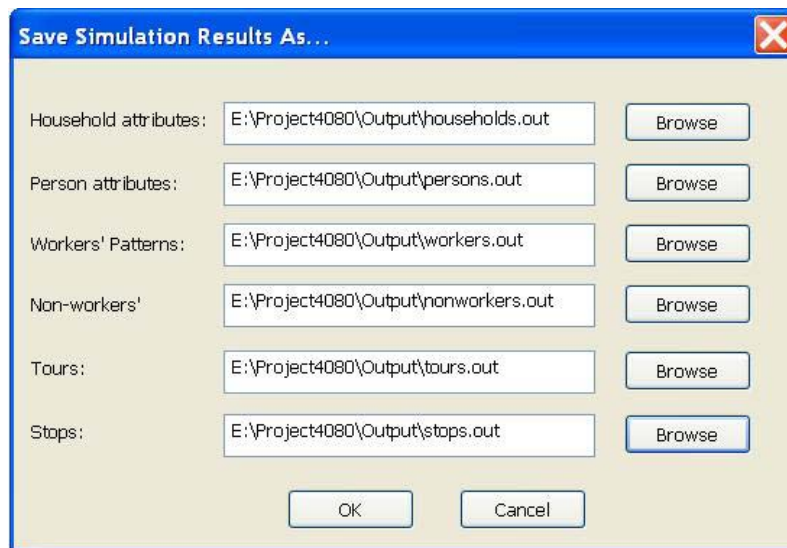 Save Simulation Results As...
Household attributes: E:\Project4080\Output\households.out Browse
Person attributes: E:\Project4080\Output\persons.out Browse
Workers' Patterns: E:\Project4080\Output\workers.out Browse
Non-workers' E:\Project4080\Output\nonworkers.out Browse
Tours: E:\Project4080\Output\tours.out Browse
Stops: E:\Project4080\Output\stops.out Browse
OK Cancel